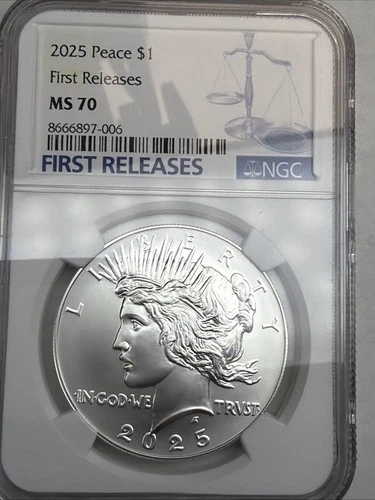 2025 Peace $1
First Releases
MS 70
8666897-006
FIRST RELEASES
NGC
LIBERTY
IN·GOD·WE TRVST
2025